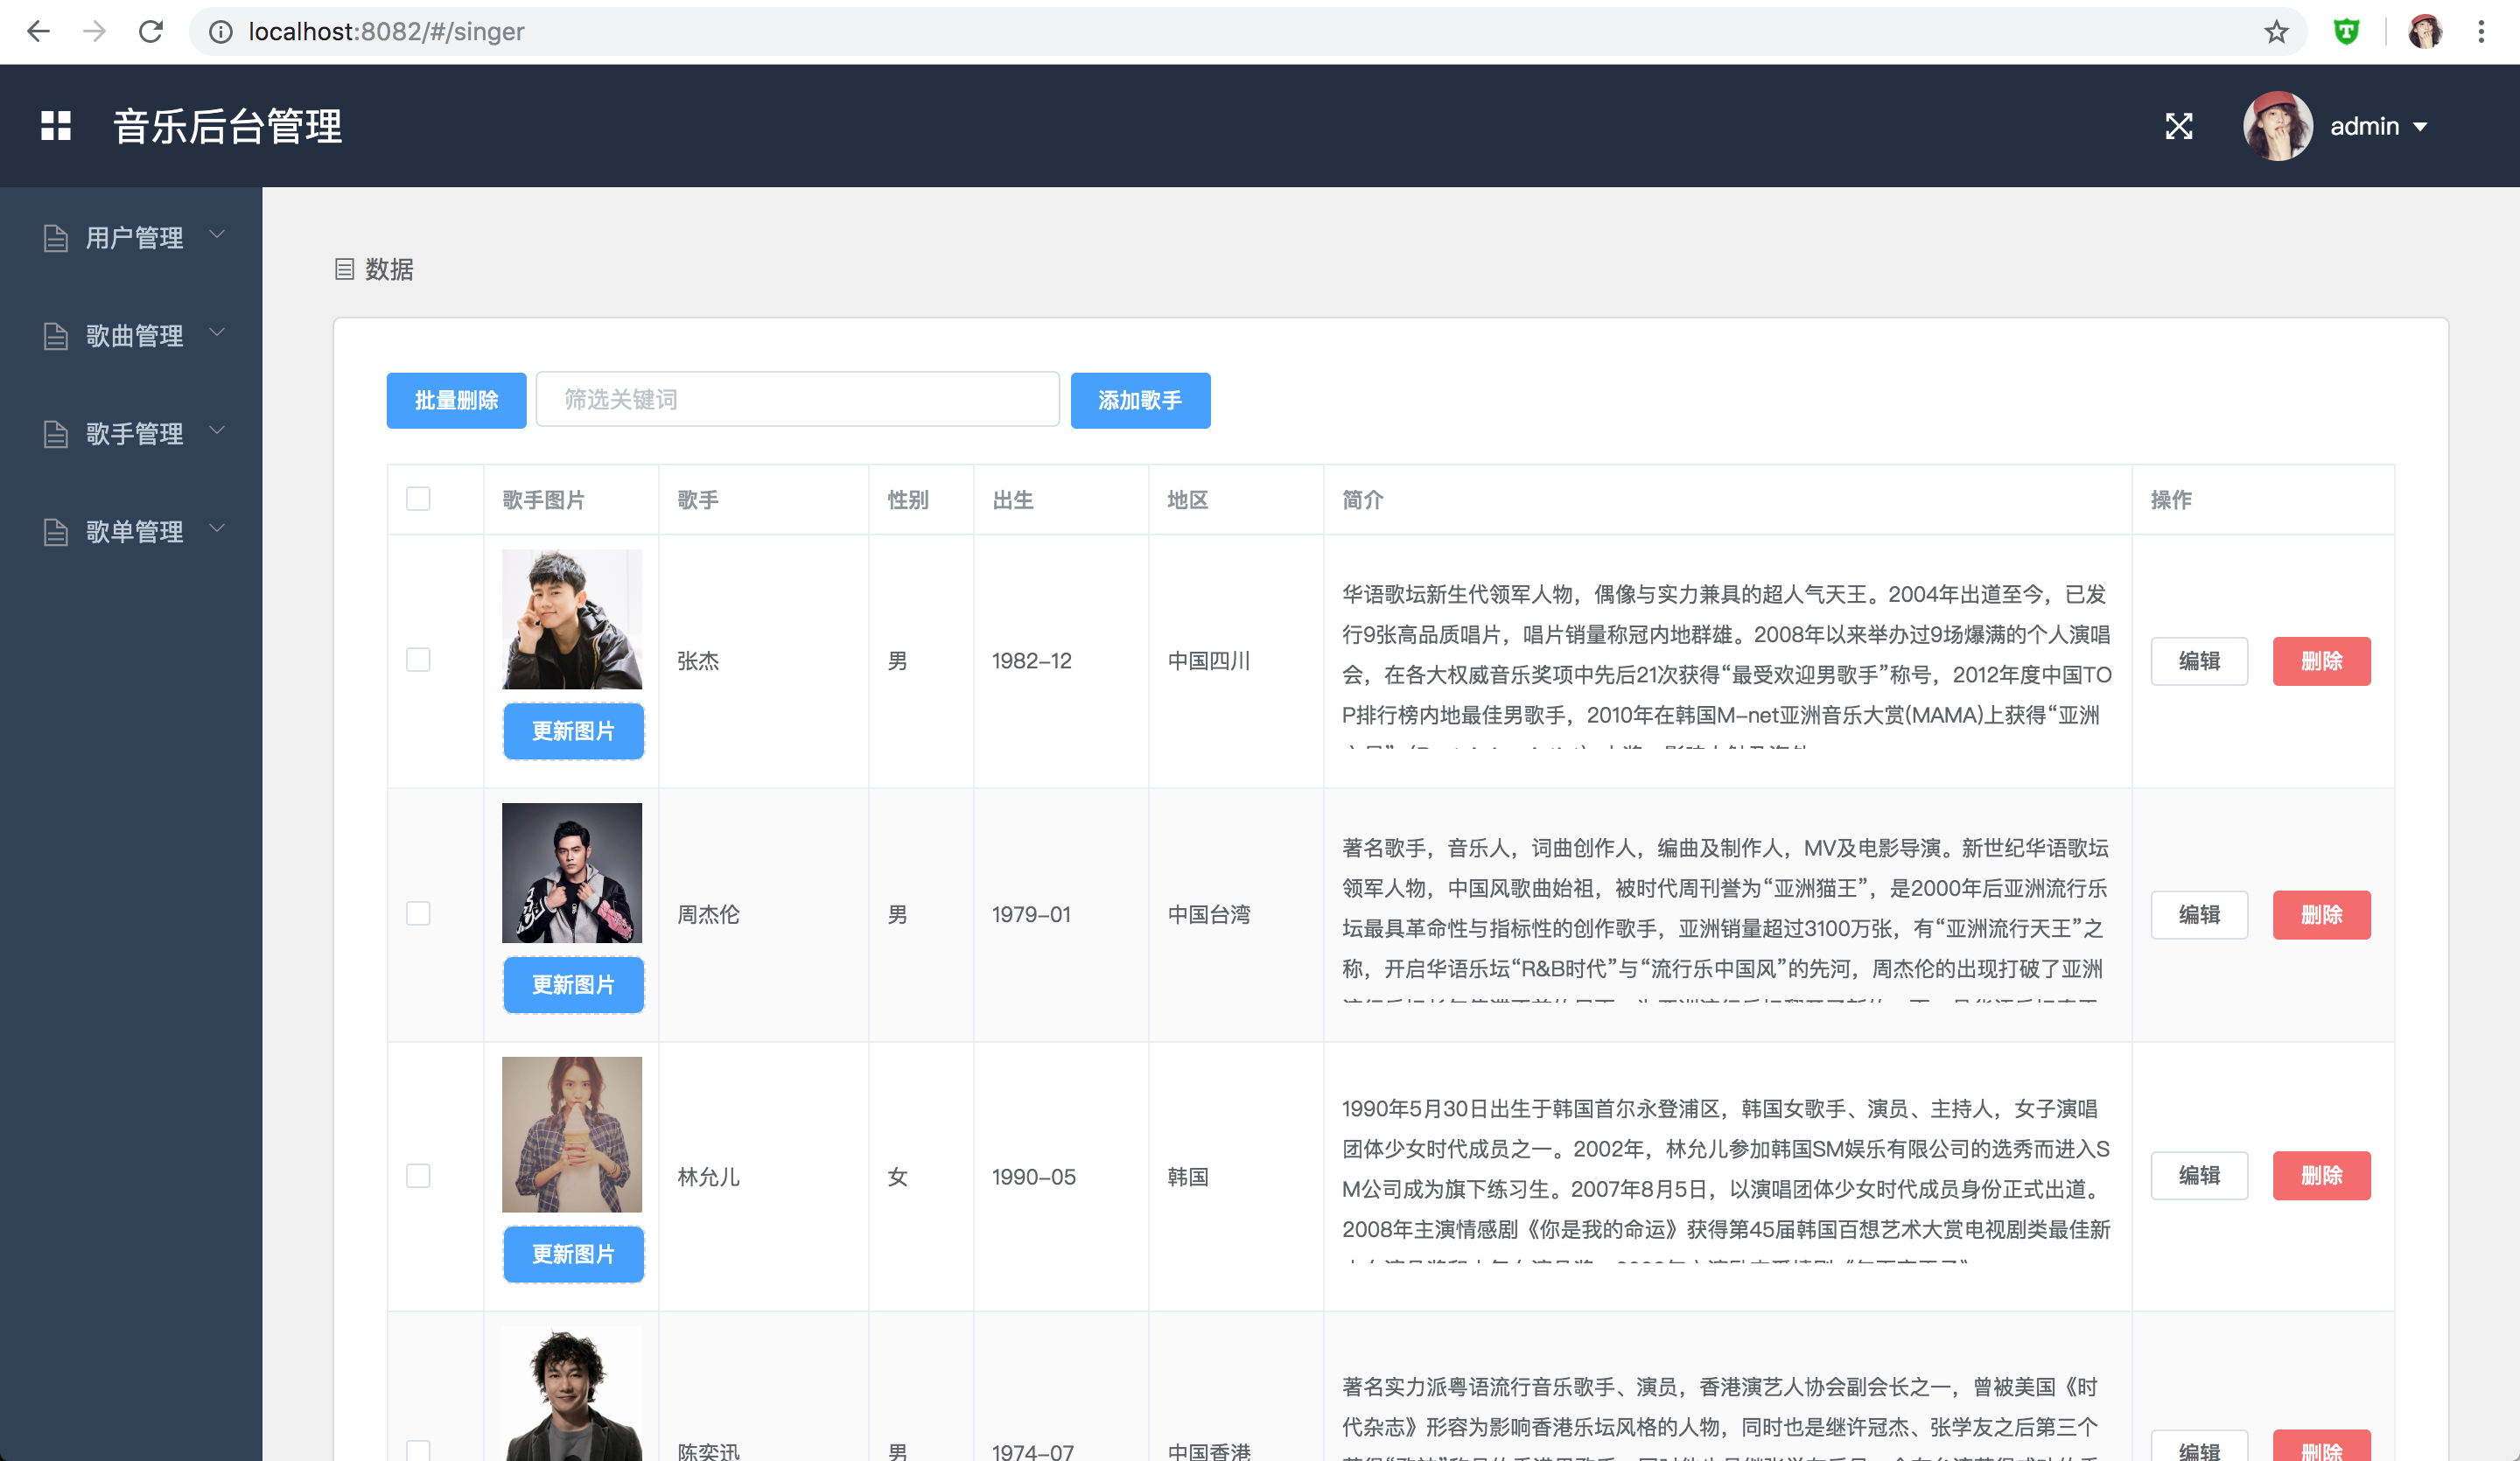 localhost:8082/#/singer
音乐后台管理
admin
用户管理
歌曲管理
歌手管理
歌单管理
数据
批量删除
筛选关键词
添加歌手
歌手图片 歌手 性别 出生 地区 简介 操作
更新图片
张杰
男
1982-12
中国四川
华语歌坛新生代领军人物，偶像与实力兼具的超人气天王。2004年出道至今，已发
行9张高品质唱片，唱片销量称冠内地群雄。2008年以来举办过9场爆满的个人演唱
会，在各大权威音乐奖项中先后21次获得“最受欢迎男歌手”称号，2012年度中国TO
P排行榜内地最佳男歌手，2010年在韩国M-net亚洲音乐大赏(MAMA)上获得“亚洲
编辑
删除
更新图片
周杰伦
男
1979-01
中国台湾
著名歌手，音乐人，词曲创作人，编曲及制作人，MV及电影导演。新世纪华语歌坛
领军人物，中国风歌曲始祖，被时代周刊誉为“亚洲猫王”，是2000年后亚洲流行乐
坛最具革命性与指标性的创作歌手，亚洲销量超过3100万张，有“亚洲流行天王”之
称，开启华语乐坛“R&B时代”与“流行乐中国风”的先河，周杰伦的出现打破了亚洲
编辑
删除
更新图片
林允儿
女
1990-05
韩国
1990年5月30日出生于韩国首尔永登浦区，韩国女歌手、演员、主持人，女子演唱
团体少女时代成员之一。2002年，林允儿参加韩国SM娱乐有限公司的选秀而进入S
M公司成为旗下练习生。2007年8月5日，以演唱团体少女时代成员身份正式出道。
2008年主演情感剧《你是我的命运》获得第45届韩国百想艺术大赏电视剧类最佳新
编辑
删除
陈奕迅
男
1974-07
中国香港
著名实力派粤语流行音乐歌手、演员，香港演艺人协会副会长之一，曾被美国《时
代杂志》形容为影响香港乐坛风格的人物，同时也是继许冠杰、张学友之后第三个
编辑
删除